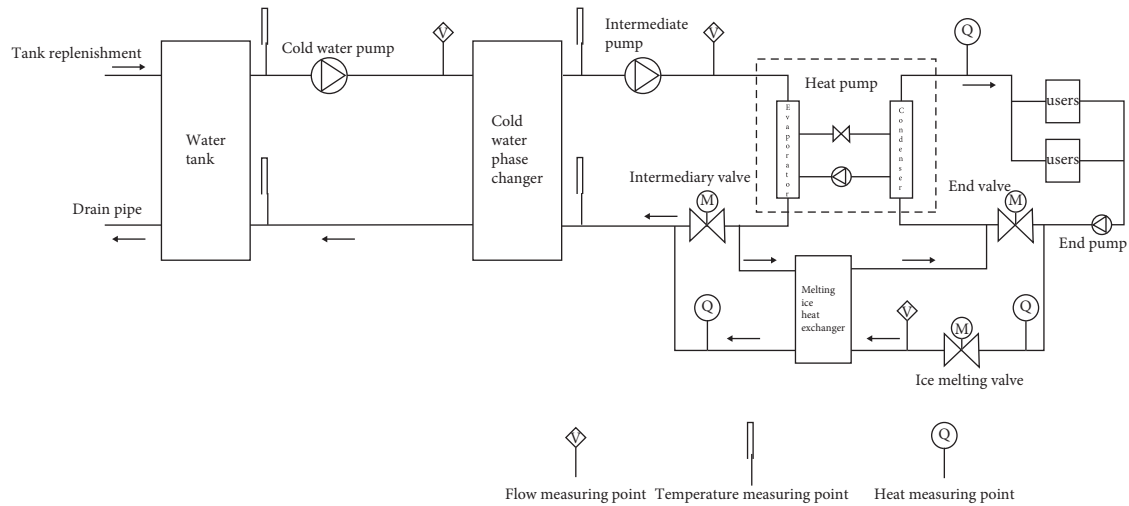 Tank replenishment
Cold water pump
V
Intermediate
pump
V
Q
Heat pump
users
users
Water
tank
Cold
water
phase
changer
Evaporator
Condenser
Intermediary valve
M
End valve
M
Drain pipe
End pump
Melting
ice
heat
exchanger
Q
V
M
Q
Ice melting valve
V
Q
Flow measuring point
Temperature measuring point
Heat measuring point